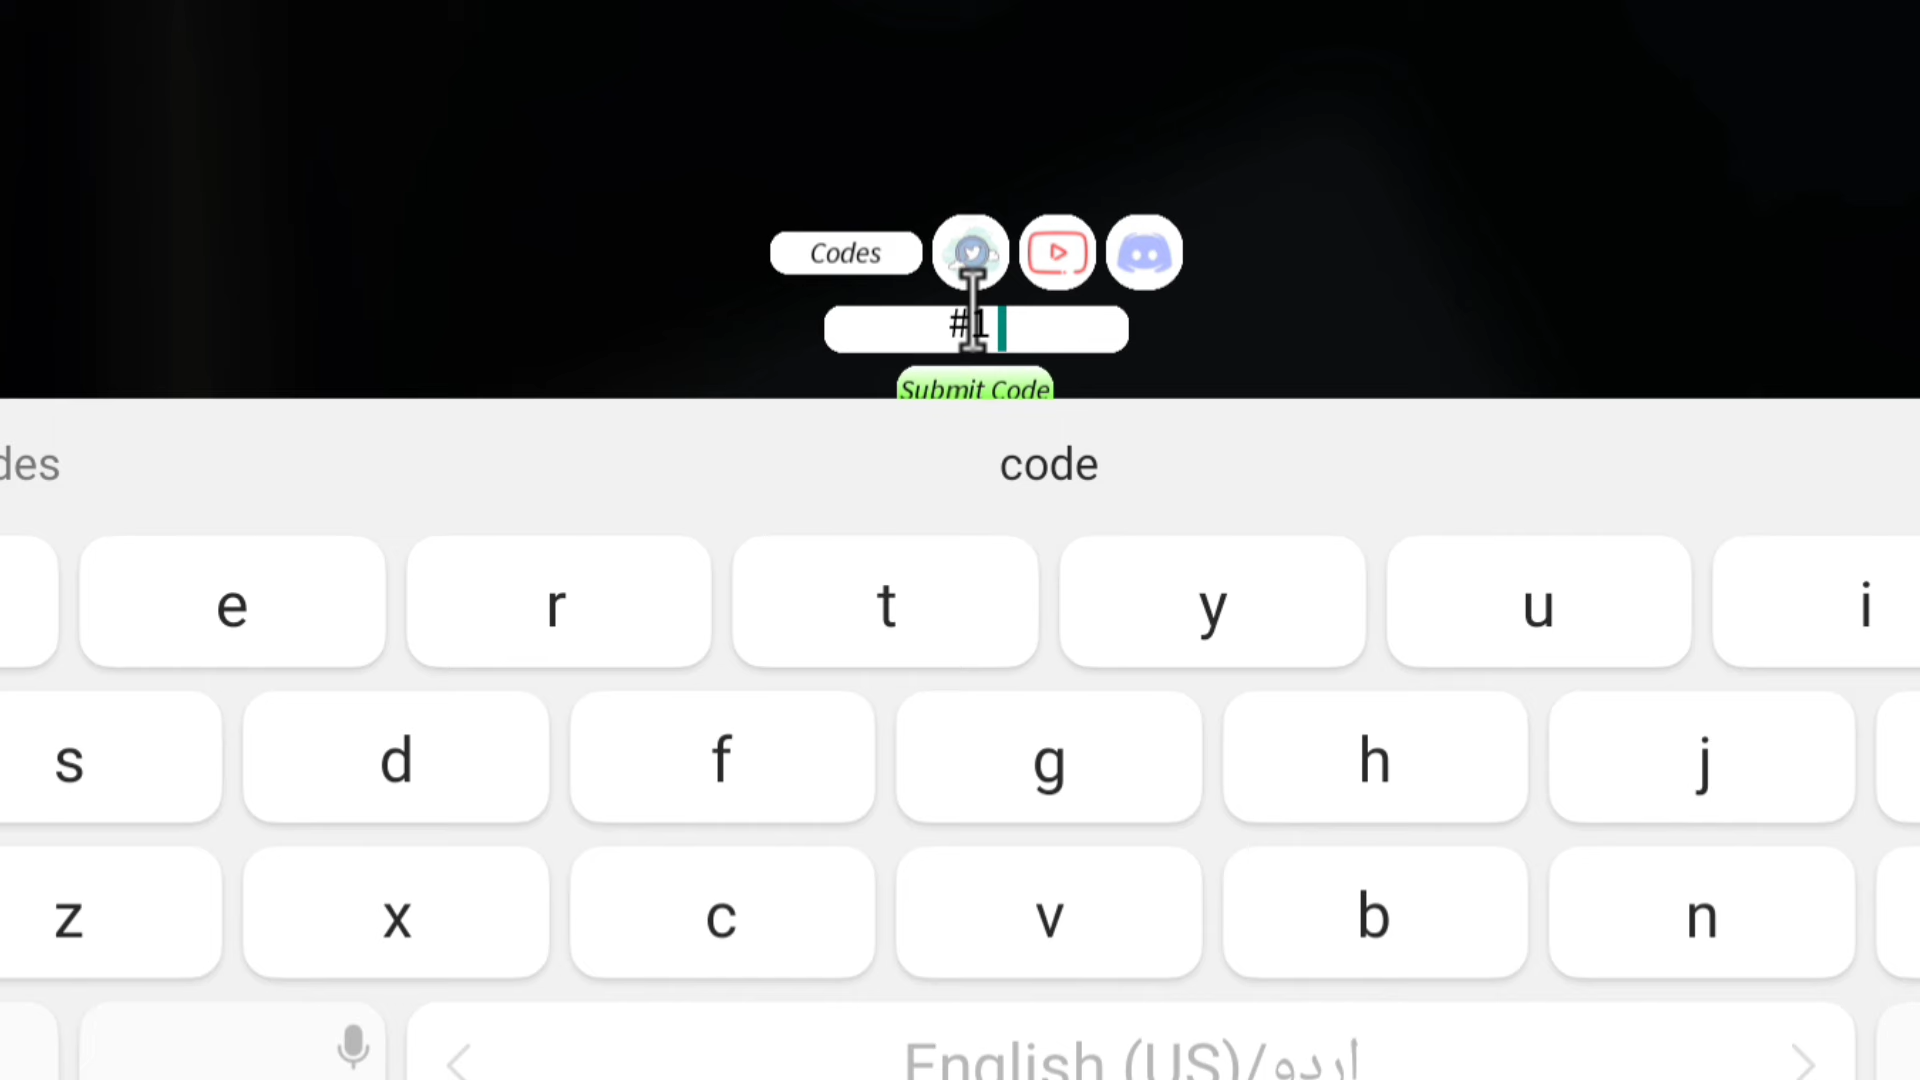 Codes
#1
Submit Code
des
code
e r t y u i
s d f g h j
z x c v b n
English (US)/اردو